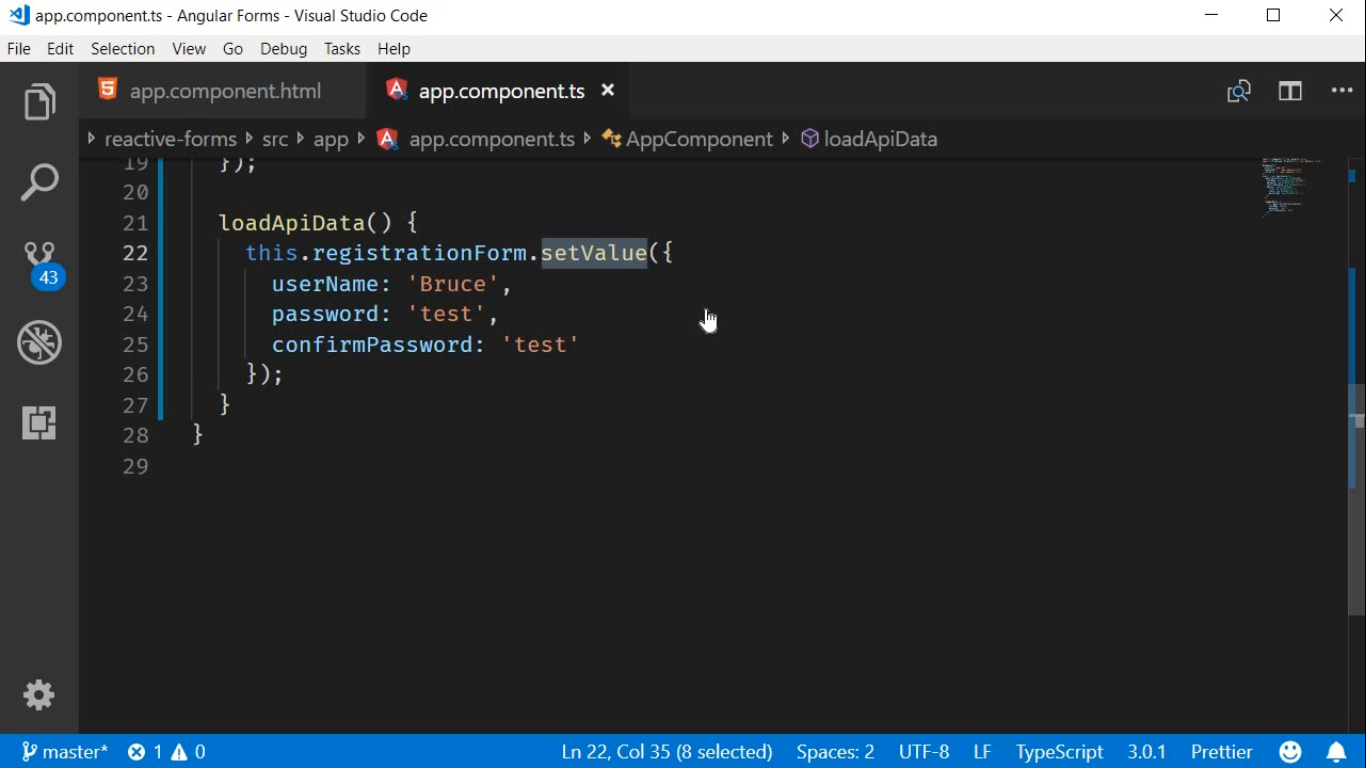 app.component.ts - Angular Forms - Visual Studio Code
File Edit Selection View Go Debug Tasks Help
app.component.html app.component.ts
reactive-forms src app app.component.ts AppComponent loadApiData
19 });
20
21 loadApiData() {
22 this.registrationForm.setValue({
23 userName: 'Bruce',
24 password: 'test',
25 confirmPassword: 'test'
26 });
27 }
28 }
29
43
master* 1 0 Ln 22, Col 35 (8 selected) Spaces: 2 UTF-8 LF TypeScript 3.0.1 Prettier